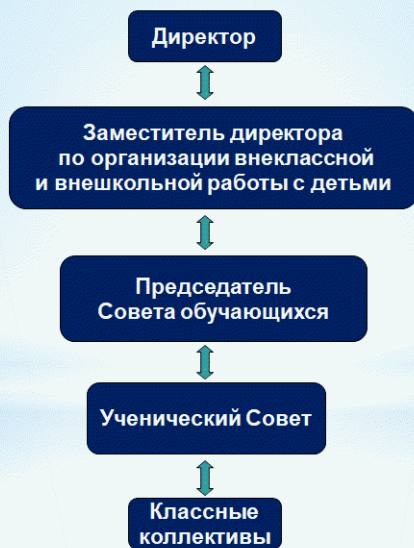 Директор
Заместитель директора
по организации внеклассной
и внешкольной работы с детьми
Председатель
Совета обучающихся
Ученический Совет
Классные
коллективы